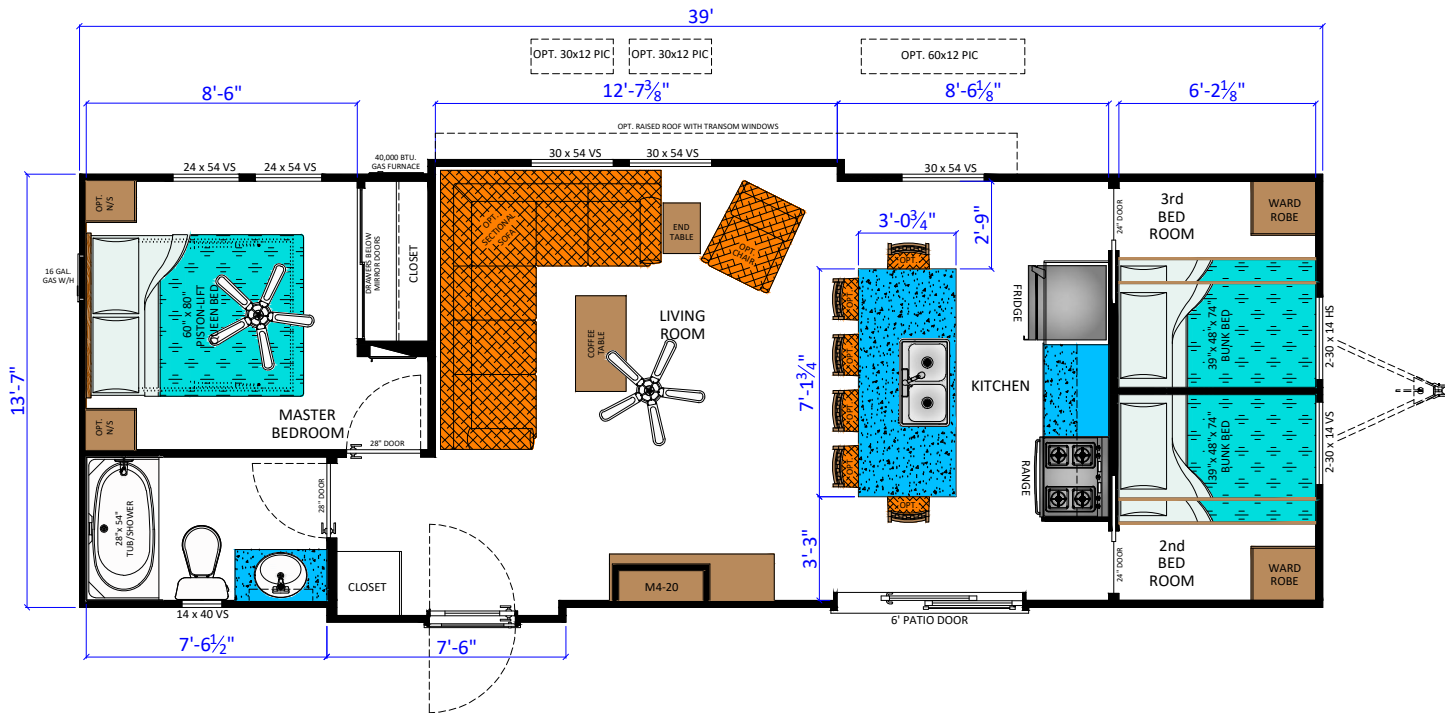 39'
OPT. 30x12 PIC
OPT. 30x12 PIC
OPT. 60x12 PIC
8'-6"
12'-7⅜"
8'-6⅛"
6'-2⅛"
OPT. RAISED ROOF WITH TRANSOM WINDOWS
24 x 54 VS
24 x 54 VS
40,000 BTU.
GAS FURNACE
30 x 54 VS
30 x 54 VS
30 x 54 VS
13'-7"
16 GAL.
GAS W/H
OPT.
N/S
60" x 80"
PISTON-LIFT
QUEEN BED
DRAWERS BELOW
MIRROR DOORS
CLOSET
OPT.
N/S
MASTER
BEDROOM
28" DOOR
OPT.
SECTIONAL
SOFA
END
TABLE
OPT.
CHAIR
COFFEE
TABLE
LIVING
ROOM
3'-0¾"
2'-9"
7'-1¾"
3'-3"
OPT.
OPT.
OPT.
OPT.
OPT.
OPT.
KITCHEN
FRIDGE
RANGE
24" DOOR
3rd
BED
ROOM
WARD
ROBE
39"x 48"x 74"
BUNK BED
2-30 x 14 HS
39"x 48"x 74"
BUNK BED
2-30 x 14 VS
24" DOOR
2nd
BED
ROOM
WARD
ROBE
28"x 54"
TUB/SHOWER
28" DOOR
CLOSET
M4-20
14 x 40 VS
6' PATIO DOOR
7'-6½"
7'-6"